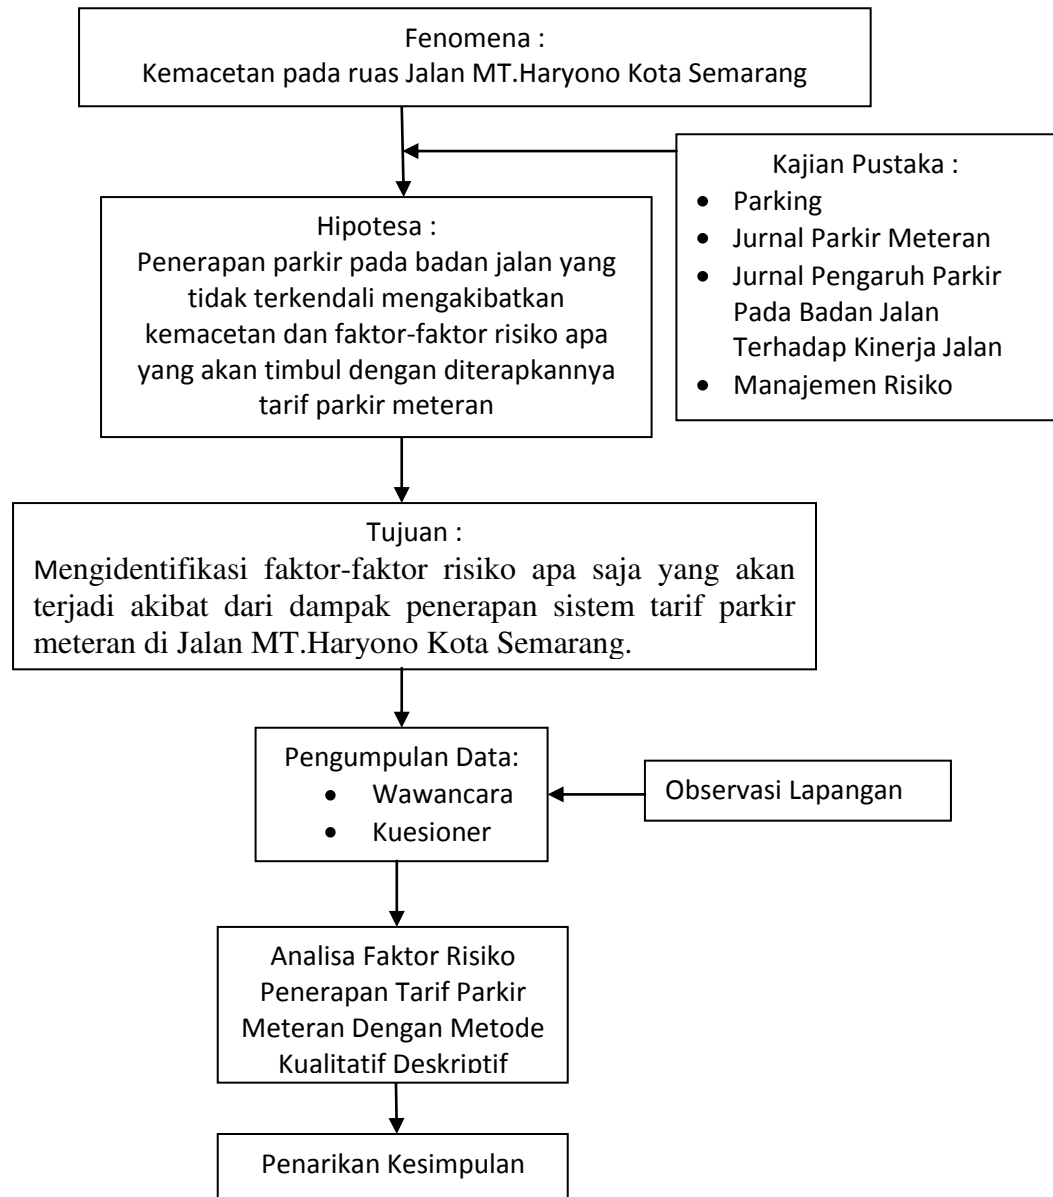 Fenomena :
Kemacetan pada ruas Jalan MT.Haryono Kota Semarang
Kajian Pustaka :
• Parking
• Jurnal Parkir Meteran
• Jurnal Pengaruh Parkir
Pada Badan Jalan
Terhadap Kinerja Jalan
• Manajemen Risiko
Hipotesa :
Penerapan parkir pada badan jalan yang
tidak terkendali mengakibatkan
kemacetan dan faktor-faktor risiko apa
yang akan timbul dengan diterapkannya
tarif parkir meteran
Tujuan :
Mengidentifikasi faktor-faktor risiko apa saja yang akan
terjadi akibat dari dampak penerapan sistem tarif parkir
meteran di Jalan MT.Haryono Kota Semarang.
Pengumpulan Data:
• Wawancara
• Kuesioner
Observasi Lapangan
Analisa Faktor Risiko
Penerapan Tarif Parkir
Meteran Dengan Metode
Kualitatif Deskriptif
Penarikan Kesimpulan